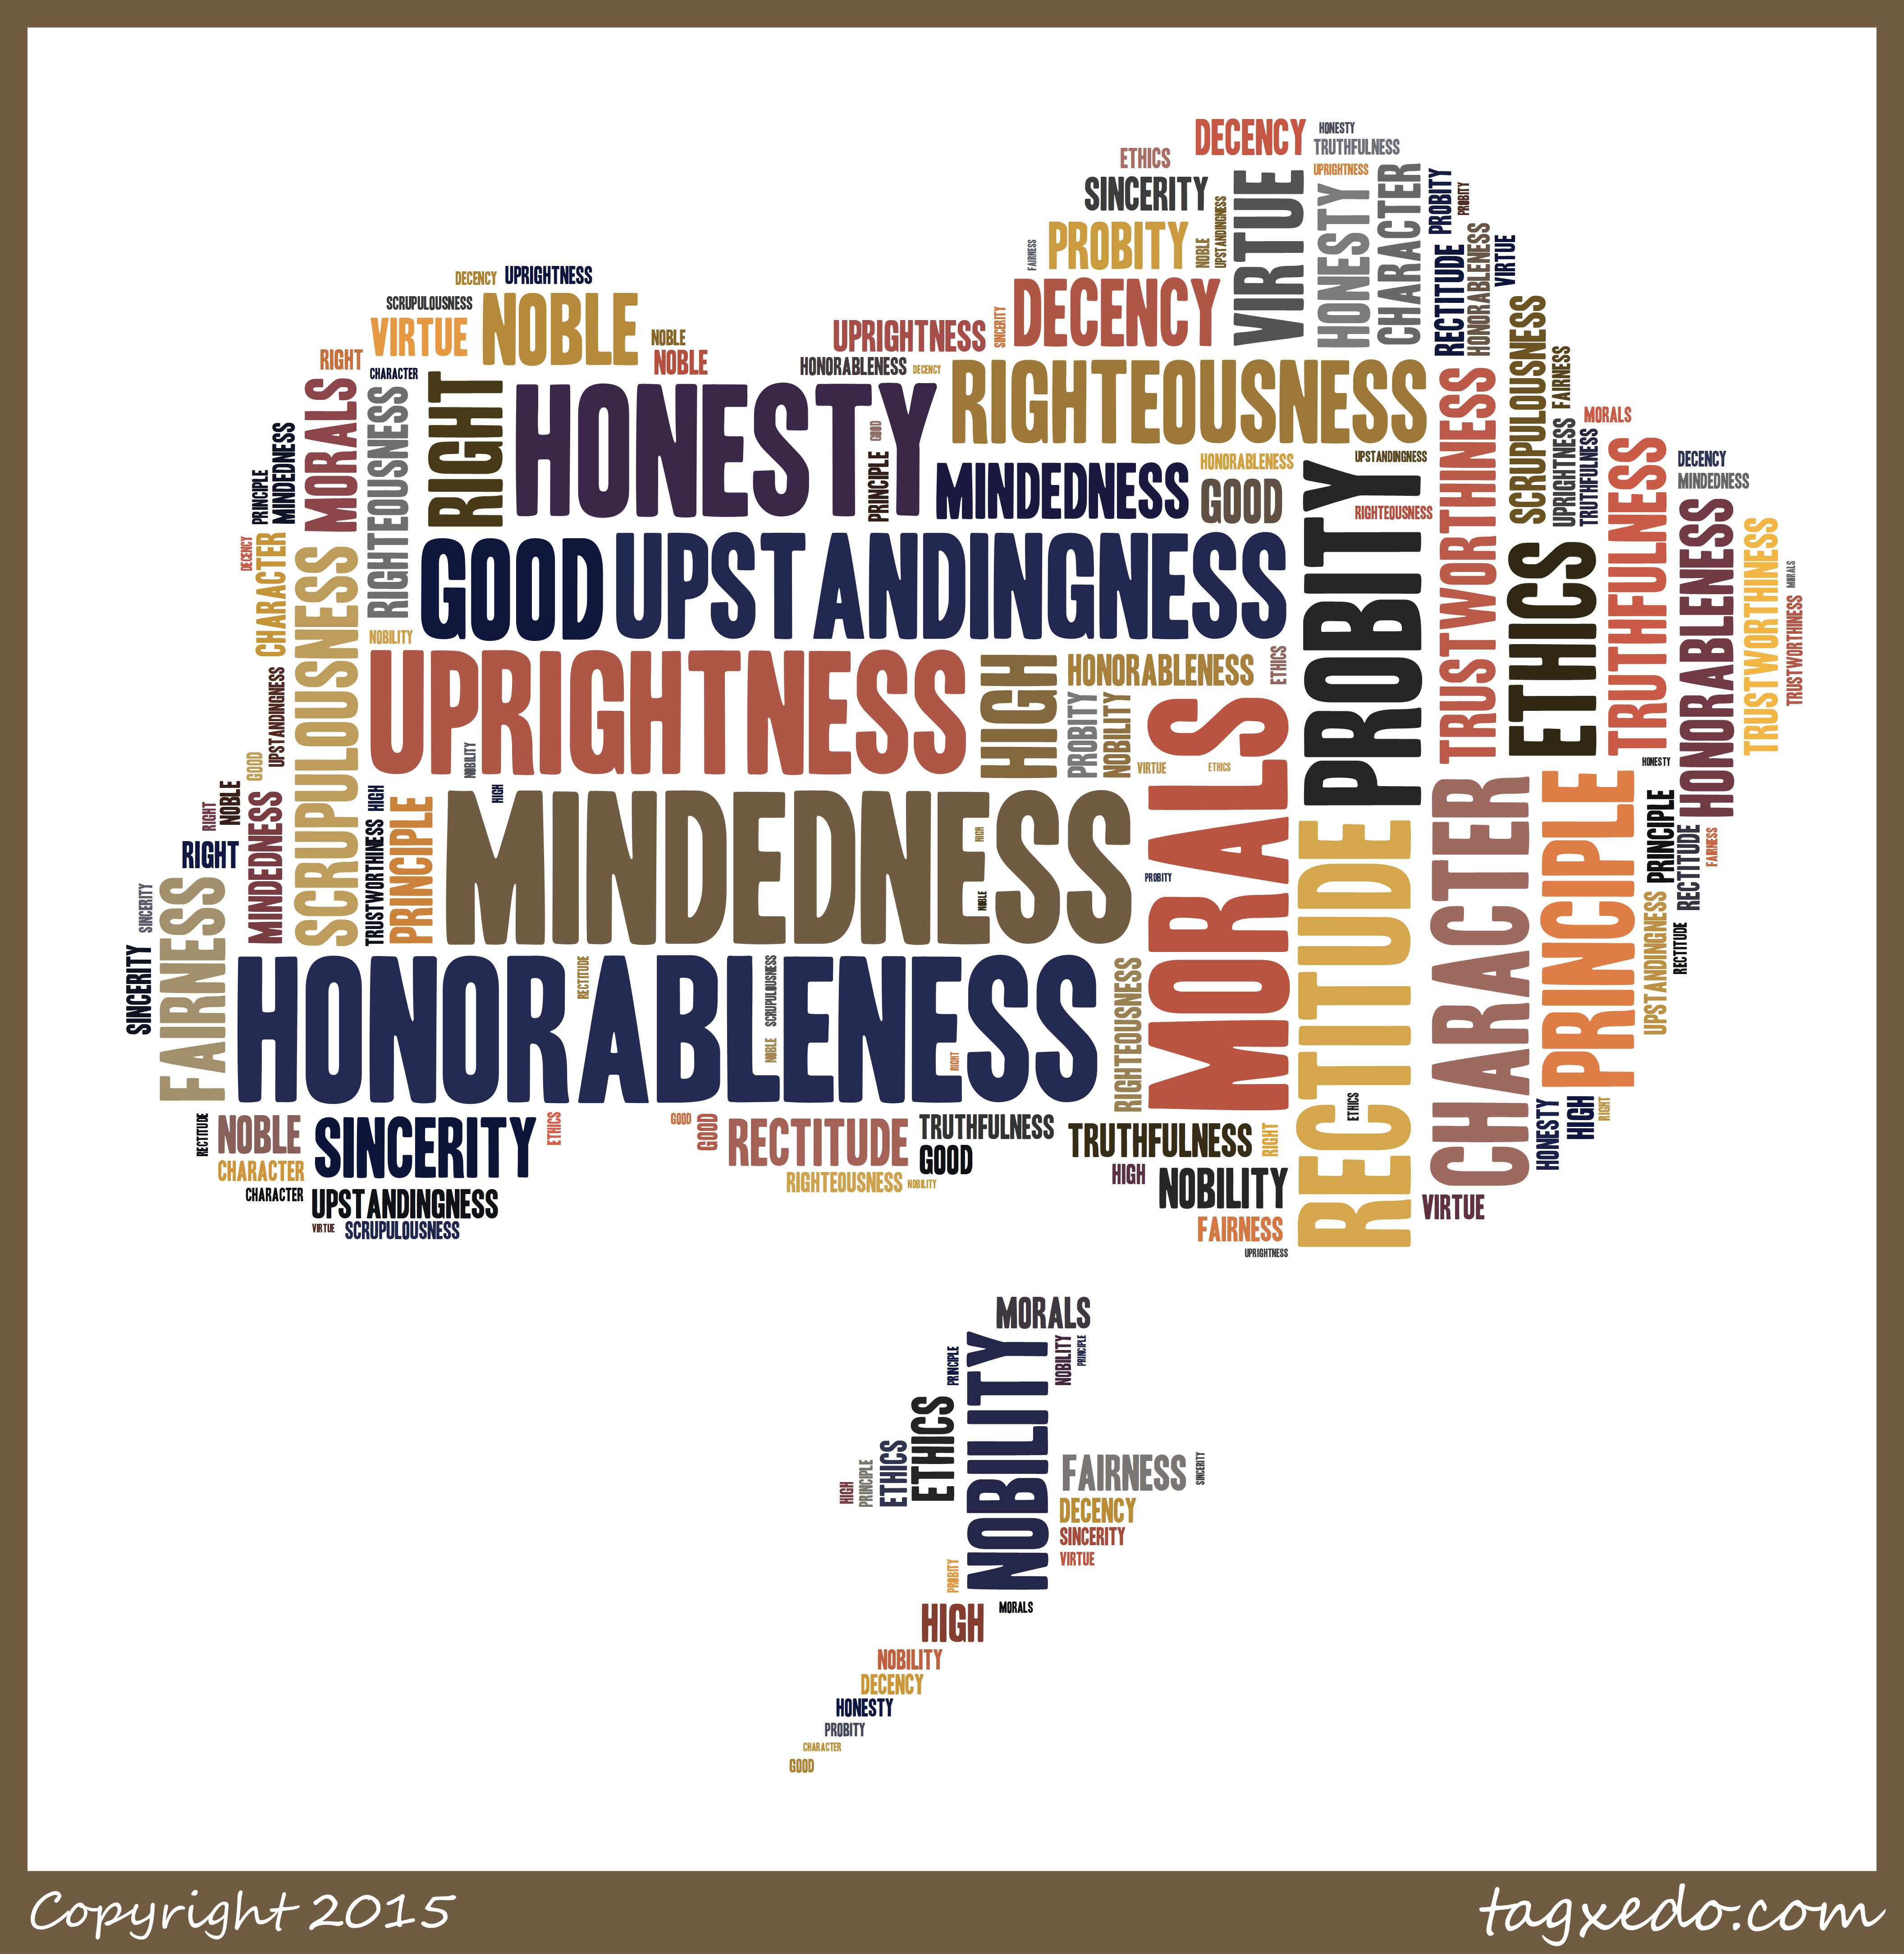 DECENCY
HONESTY
TRUTHFULNESS
ETHICS
UPRIGHTNESS
SINCERITY
VIRTUE
HONESTY
CHARACTER
PROBITY
PROBITY
PROBITY
NOBLE
UPSTANDINGNESS
FAIRNESS
RECTITUDE
HONORABLENESS
VIRTUE
DECENCY
UPRIGHTNESS
SCRUPULOUSNESS
VIRTUE
NOBLE
NOBLE
NOBLE
UPRIGHTNESS
SINCERITY
DECENCY
RIGHT
CHARACTER
HONORABLENESS
DECENCY
RIGHTEOUSNESS
SCRUPULOUSNESS
FAIRNESS
MORALS
MORALS
RIGHTEOUSNESS
RIGHT
HONESTY
PRINCIPLE
GOOD
MINDEDNESS
HONORABLENESS
GOOD
UPSTANDINGNESS
RIGHTEOUSNESS
PROBITY
TRUSTWORTHINESS
UPRIGHTNESS
TRUTHFULNESS
TRUTHFULNESS
DECENCY
MINDEDNESS
PRINCIPLE
MINDEDNESS
DECENCY
CHARACTER
SCRUPULOUSNESS
GOOD
UPSTANDINGNESS
ETHICS
HONORABLENESS
TRUSTWORTHINESS
MORALS
TRUSTWORTHINESS
NOBILITY
UPRIGHTNESS
NOBILITY
HIGH
HONORABLENESS
ETHICS
PROBITY
NOBILITY
VIRTUE
ETHICS
MORALS
UPSTANDINGNESS
GOOD
NOBLE
RIGHT
RIGHT
MINDEDNESS
HIGH
TRUSTWORTHINESS
PRINCIPLE
HIGH
MINDEDNESS
HIGH
NOBLE
PROBITY
RECTITUDE
CHARACTER
PRINCIPLE
HONESTY
PRINCIPLE
RECTITUDE
FAIRNESS
UPSTANDINGNESS
RECTITUDE
SINCERITY
SINCERITY
FAIRNESS
HONORABLENESS
RECTITUDE
SCRUPULOUSNESS
NOBLE
RIGHT
RIGHTEOUSNESS
ETHICS
RECTITUDE
NOBLE
SINCERITY
ETHICS
GOOD
GOOD
RECTITUDE
TRUTHFULNESS
GOOD
TRUTHFULNESS
RIGHT
HONESTY
HIGH
RIGHT
CHARACTER
CHARACTER
UPSTANDINGNESS
RIGHTEOUSNESS
NOBILITY
HIGH
NOBILITY
VIRTUE
VIRTUE
SCRUPULOUSNESS
FAIRNESS
UPRIGHTNESS
MORALS
PRINCIPLE
NOBILITY
NOBILITY
PRINCIPLE
ETHICS
ETHICS
PRINCIPLE
HIGH
FAIRNESS
SINCERITY
DECENCY
SINCERITY
VIRTUE
PROBITY
HIGH
MORALS
NOBILITY
DECENCY
HONESTY
PROBITY
CHARACTER
GOOD
Copyright 2015
tagxedo.com